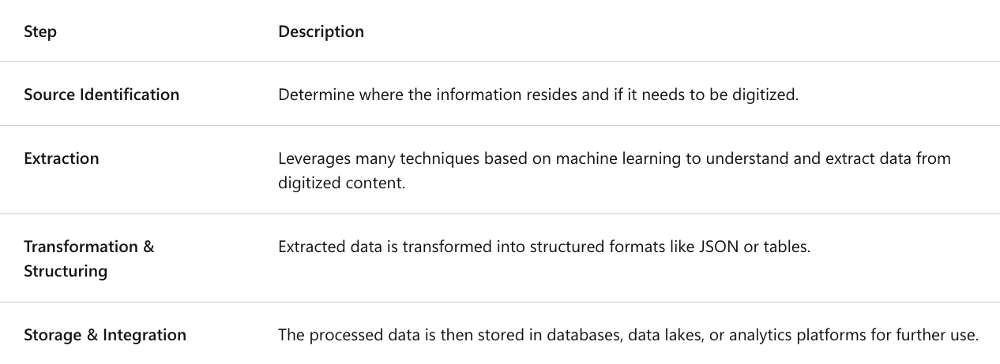 Step Description
Source Identification Determine where the information resides and if it needs to be digitized.
Extraction Leverages many techniques based on machine learning to understand and extract data from
digitized content.
Transformation & Extracted data is transformed into structured formats like JSON or tables.
Structuring
Storage & Integration The processed data is then stored in databases, data lakes, or analytics platforms for further use.